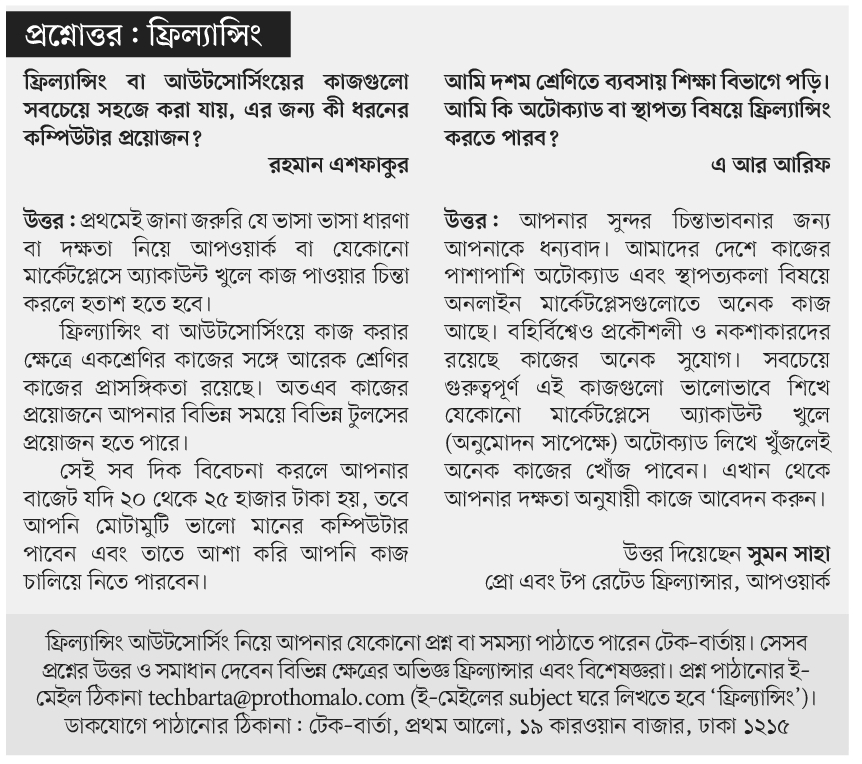 প্রশ্নোত্তর : ফ্রিল্যান্সিং
ফ্রিল্যান্সিং বা আউটসোর্সিংয়ের কাজগুলো
সবচেয়ে সহজে করা যায়, এর জন্য কী ধরনের
কম্পিউটার প্রয়োজন?
রহমান এশফাকুর
উত্তর : প্রথমেই জানা জরুরি যে ভাসা ভাসা ধারণা
বা দক্ষতা নিয়ে আপওয়ার্ক বা যেকোনো
মার্কেটপ্লেসে অ্যাকাউন্ট খুলে কাজ পাওয়ার চিন্তা
করলে হতাশ হতে হবে।
ফ্রিল্যান্সিং বা আউটসোর্সিংয়ে কাজ করার
ক্ষেত্রে একশ্রেণির কাজের সঙ্গে আরেক শ্রেণির
কাজের প্রাসঙ্গিকতা রয়েছে। অতএব কাজের
প্রয়োজনে আপনার বিভিন্ন সময়ে বিভিন্ন টুলসের
প্রয়োজন হতে পারে।
সেই সব দিক বিবেচনা করলে আপনার
বাজেট যদি ২০ থেকে ২৫ হাজার টাকা হয়, তবে
আপনি মোটামুটি ভালো মানের কম্পিউটার
পাবেন এবং তাতে আশা করি আপনি কাজ
চালিয়ে নিতে পারবেন।
আমি দশম শ্রেণিতে ব্যবসায় শিক্ষা বিভাগে পড়ি।
আমি কি অটোক্যাড বা স্থাপত্য বিষয়ে ফ্রিল্যান্সিং
করতে পারব?
এ আর আরিফ
উত্তর : আপনার সুন্দর চিন্তাভাবনার জন্য
আপনাকে ধন্যবাদ। আমাদের দেশে কাজের
পাশাপাশি অটোক্যাড এবং স্থাপত্যকলা বিষয়ে
অনলাইন মার্কেটপ্লেসগুলোতে অনেক কাজ
আছে। বহির্বিশ্বেও প্রকৌশলী ও নকশাকারদের
রয়েছে কাজের অনেক সুযোগ। সবচেয়ে
গুরুত্বপূর্ণ এই কাজগুলো ভালোভাবে শিখে
যেকোনো মার্কেটপ্লেসে অ্যাকাউন্ট খুলে
(অনুমোদন সাপেক্ষে) অটোক্যাড লিখে খুঁজলেই
অনেক কাজের খোঁজ পাবেন। এখান থেকে
আপনার দক্ষতা অনুযায়ী কাজে আবেদন করুন।
উত্তর দিয়েছেন সুমন সাহা
প্রো এবং টপ রেটেড ফ্রিল্যান্সার, আপওয়ার্ক
ফ্রিল্যান্সিং আউটসোর্সিং নিয়ে আপনার যেকোনো প্রশ্ন বা সমস্যা পাঠাতে পারেন টেক-বার্তায়। সেসব
প্রশ্নের উত্তর ও সমাধান দেবেন বিভিন্ন ক্ষেত্রের অভিজ্ঞ ফ্রিল্যান্সার এবং বিশেষজ্ঞরা। প্রশ্ন পাঠানোর ই-
মেইল ঠিকানা techbarta@prothomalo.com (ই-মেইলের subject ঘরে লিখতে হবে ‘ফ্রিল্যান্সিং’)।
ডাকযোগে পাঠানোর ঠিকানা : টেক-বার্তা, প্রথম আলো, ১৯ কারওয়ান বাজার, ঢাকা ১২১৫